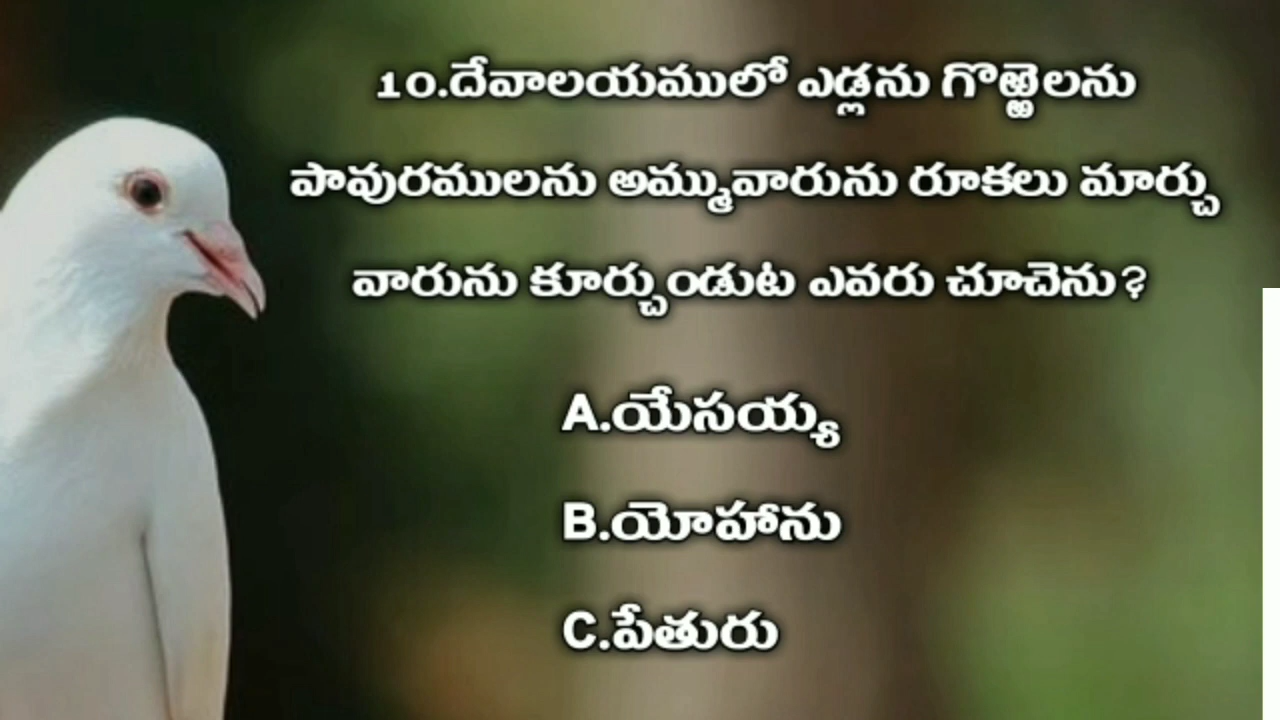 10.దేవాలయములో ఎడ్లను గొఱ్ఱెలను
పావురములను అమ్మువారును రూకలు మార్చు
వారును కూర్చుండుట ఎవరు చూచెను?
A.యేసయ్య
B.యోహాను
C.పేతురు